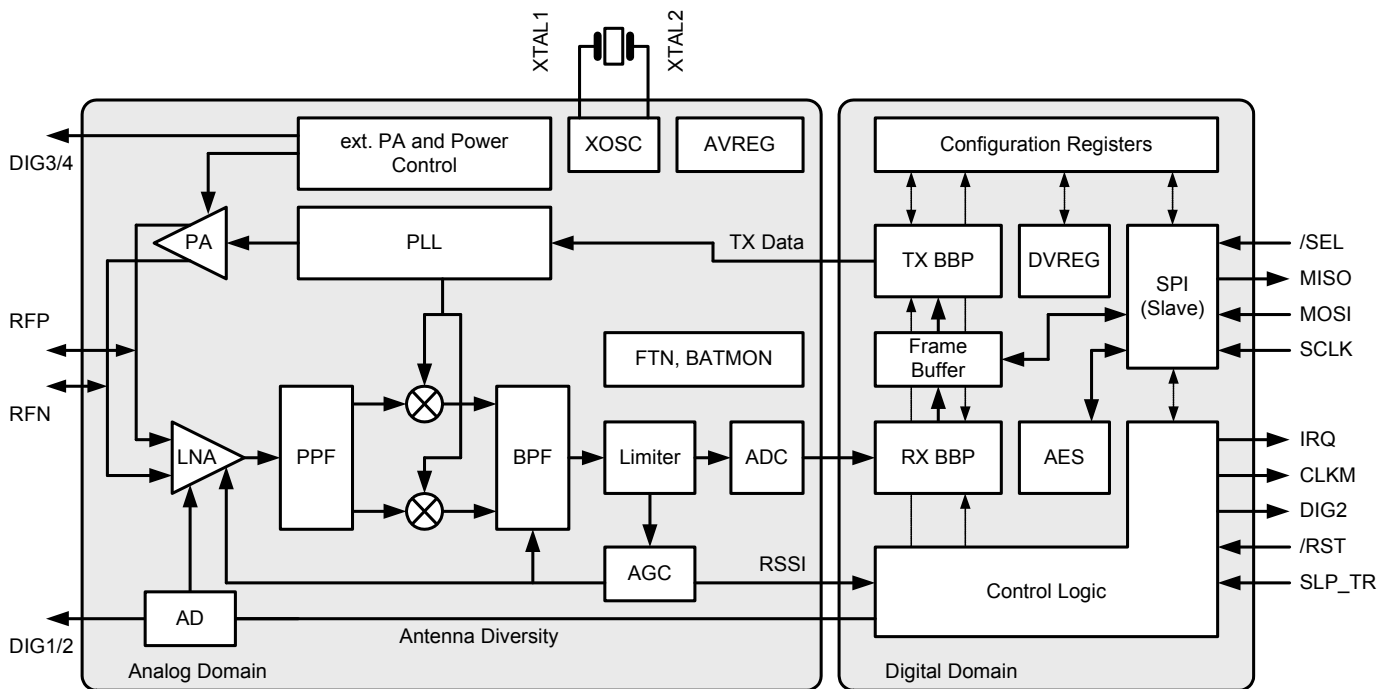 XTAL1
XTAL2
DIG3/4
ext. PA and Power
Control
XOSC
AVREG
Configuration Registers
PA
PLL
TX Data
TX BBP
DVREG
SPI
(Slave)
/SEL
MISO
MOSI
SCLK
RFP
RFN
FTN, BATMON
Frame
Buffer
LNA
PPF
BPF
Limiter
ADC
RX BBP
AES
IRQ
CLKM
DIG2
/RST
SLP_TR
AGC
RSSI
Control Logic
AD
DIG1/2
Antenna Diversity
Analog Domain
Digital Domain